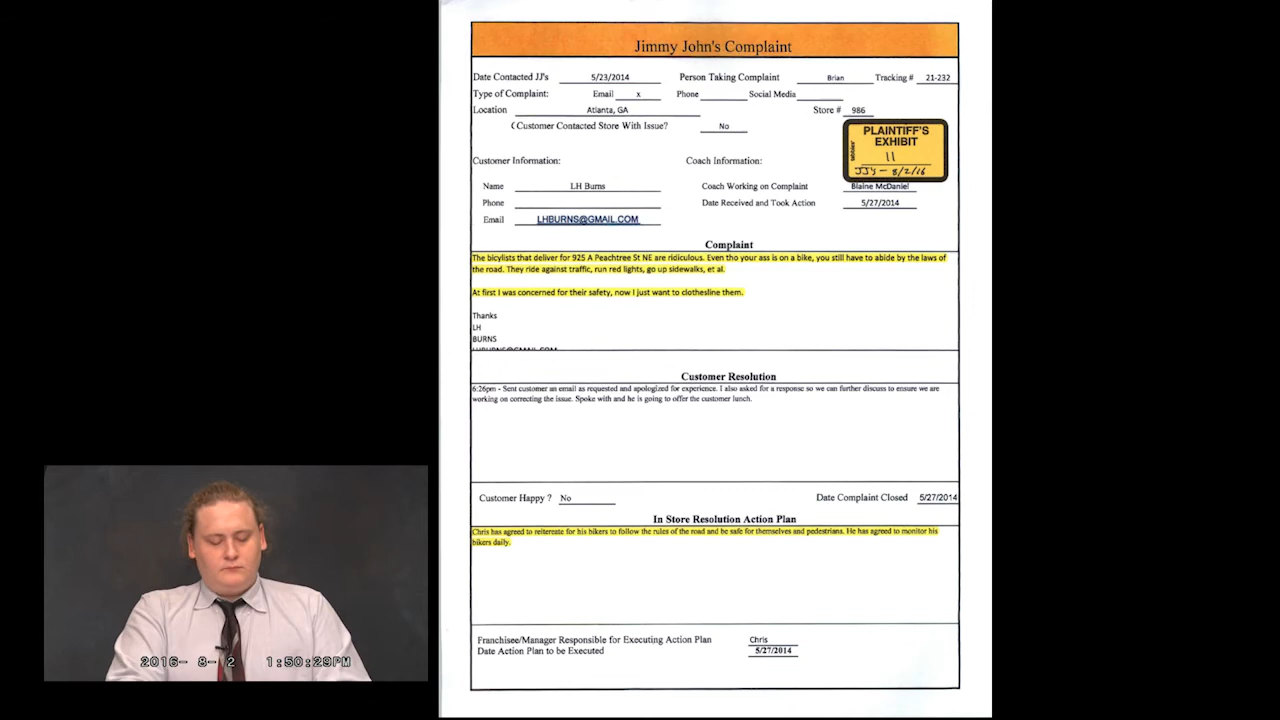 Jimmy John's Complaint
Date Contacted JJ's 5/23/2014 Person Taking Complaint Brian Tracking # 21-232
Type of Complaint: Email x Phone Social Media
Location Atlanta, GA Store # 986
(Customer Contacted Store With Issue? No
PLAINTIFF'S
EXHIBIT
11
JJ's - 8/2/16
Customer Information: Coach Information:
Name LH Burns Coach Working on Complaint Blaine McDaniel
Phone Date Received and Took Action 5/27/2014
Email LHBURNS@GMAIL.COM
Complaint
The bicylists that deliver for 925 A Peachtree St NE are ridiculous. Even tho your ass is on a bike, you still have to abide by the laws of
the road. They ride against traffic, run red lights, go up sidewalks, et al.
At first I was concerned for their safety, now I just want to clothesline them.
Thanks
LH
BURNS
LHBURNS@GMAIL.COM
Customer Resolution
6:26pm - Sent customer an email as requested and apologized for experience. I also asked for a response so we can further discuss to ensure we are
working on correcting the issue. Spoke with and he is going to offer the customer lunch.
Customer Happy ? No Date Complaint Closed 5/27/2014
In Store Resolution Action Plan
Chris has agreed to reitereate for his bikers to follow the rules of the road and be safe for themselves and pedestrians. He has agreed to monitor his
bikers daily.
Franchisee/Manager Responsible for Executing Action Plan Chris
Date Action Plan to be Executed 5/27/2014
2016- 8-12 1:50:29PM